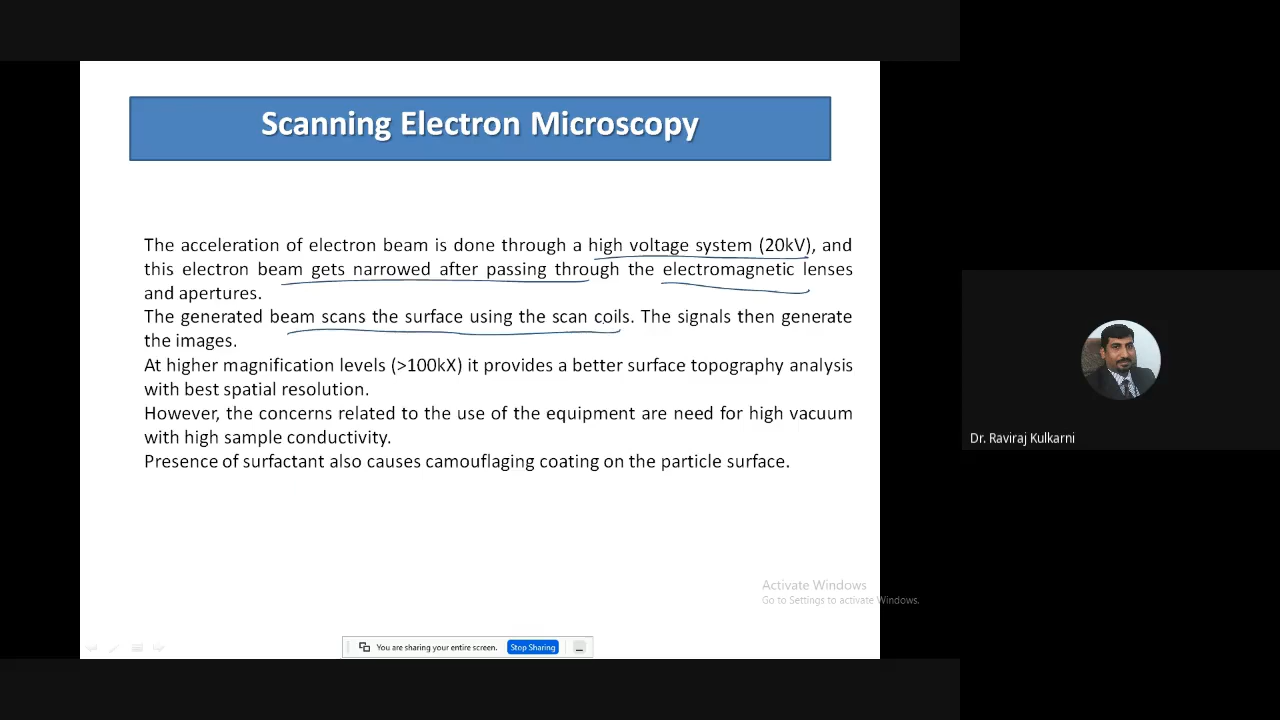 Scanning Electron Microscopy
The acceleration of electron beam is done through a high voltage system (20kV), and
this electron beam gets narrowed after passing through the electromagnetic lenses
and apertures.
The generated beam scans the surface using the scan coils. The signals then generate
the images.
At higher magnification levels (>100kX) it provides a better surface topography analysis
with best spatial resolution.
However, the concerns related to the use of the equipment are need for high vacuum
with high sample conductivity.
Presence of surfactant also causes camouflaging coating on the particle surface.
Dr. Raviraj Kulkarni
Activate Windows
Go to Settings to activate Windows.
You are sharing your entire screen.
Stop Sharing